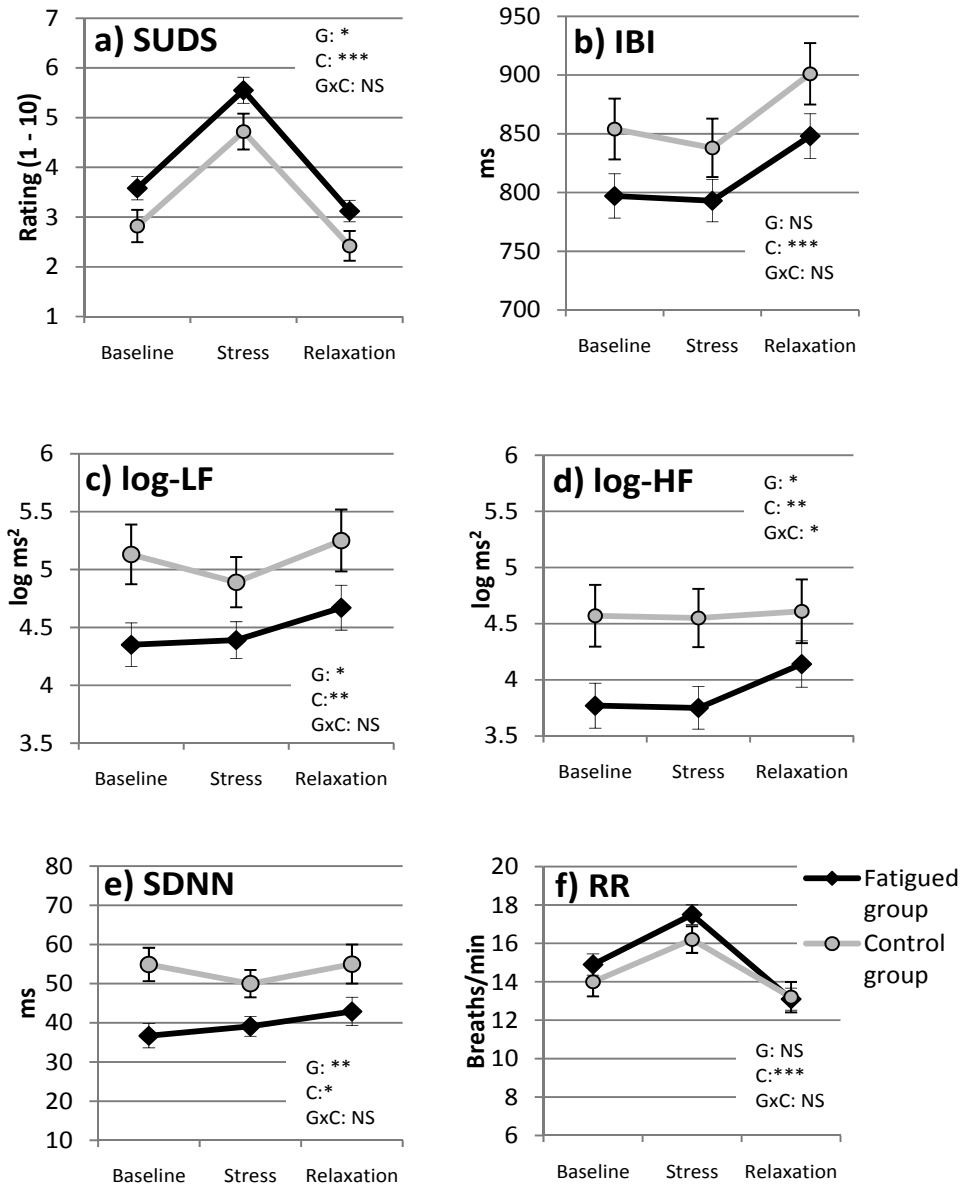 a) SUDS
G: *
C: ***
GxC: NS
Rating (1 - 10)
7
6
5
4
3
2
1
Baseline Stress Relaxation
b) IBI
ms
950
900
850
800
750
700
G: NS
C: ***
GxC: NS
Baseline Stress Relaxation
c) log-LF
log ms²
6
5.5
5
4.5
4
3.5
G: *
C:**
GxC: NS
Baseline Stress Relaxation
d) log-HF
G: *
C: **
GxC: *
log ms²
6
5.5
5
4.5
4
3.5
Baseline Stress Relaxation
e) SDNN
ms
80
70
60
50
40
30
20
10
G: **
C:*
GxC: NS
Baseline Stress Relaxation
f) RR
Breaths/min
20
18
16
14
12
10
8
6
G: NS
C:***
GxC: NS
Baseline Stress Relaxation
Fatigued
group
Control
group